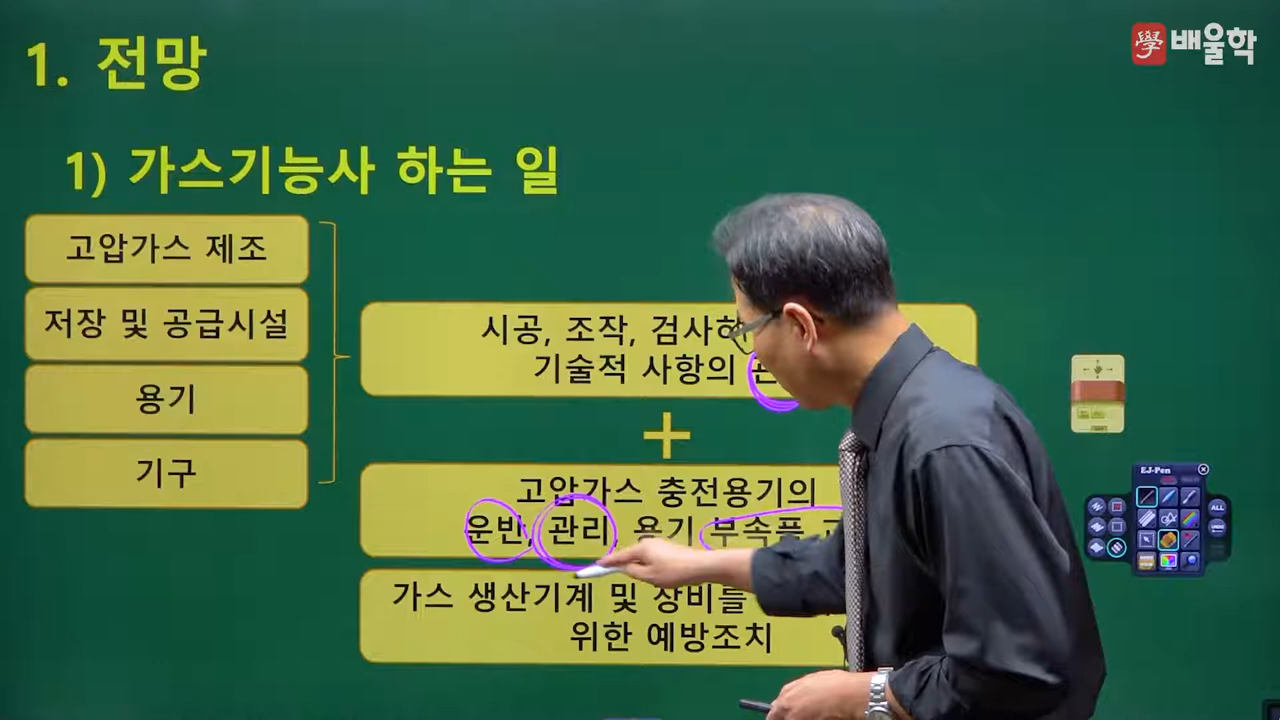 1. 전망
學 배울학
1) 가스기능사 하는 일
고압가스 제조
저장 및 공급시설
용기
기구
시공, 조작, 검사하
기술적 사항의
고압가스 충전용기의
운반, 관리, 용기 부속품
가스 생산기계 및 장비를
위한 예방조치
EJ-Pen
ALL